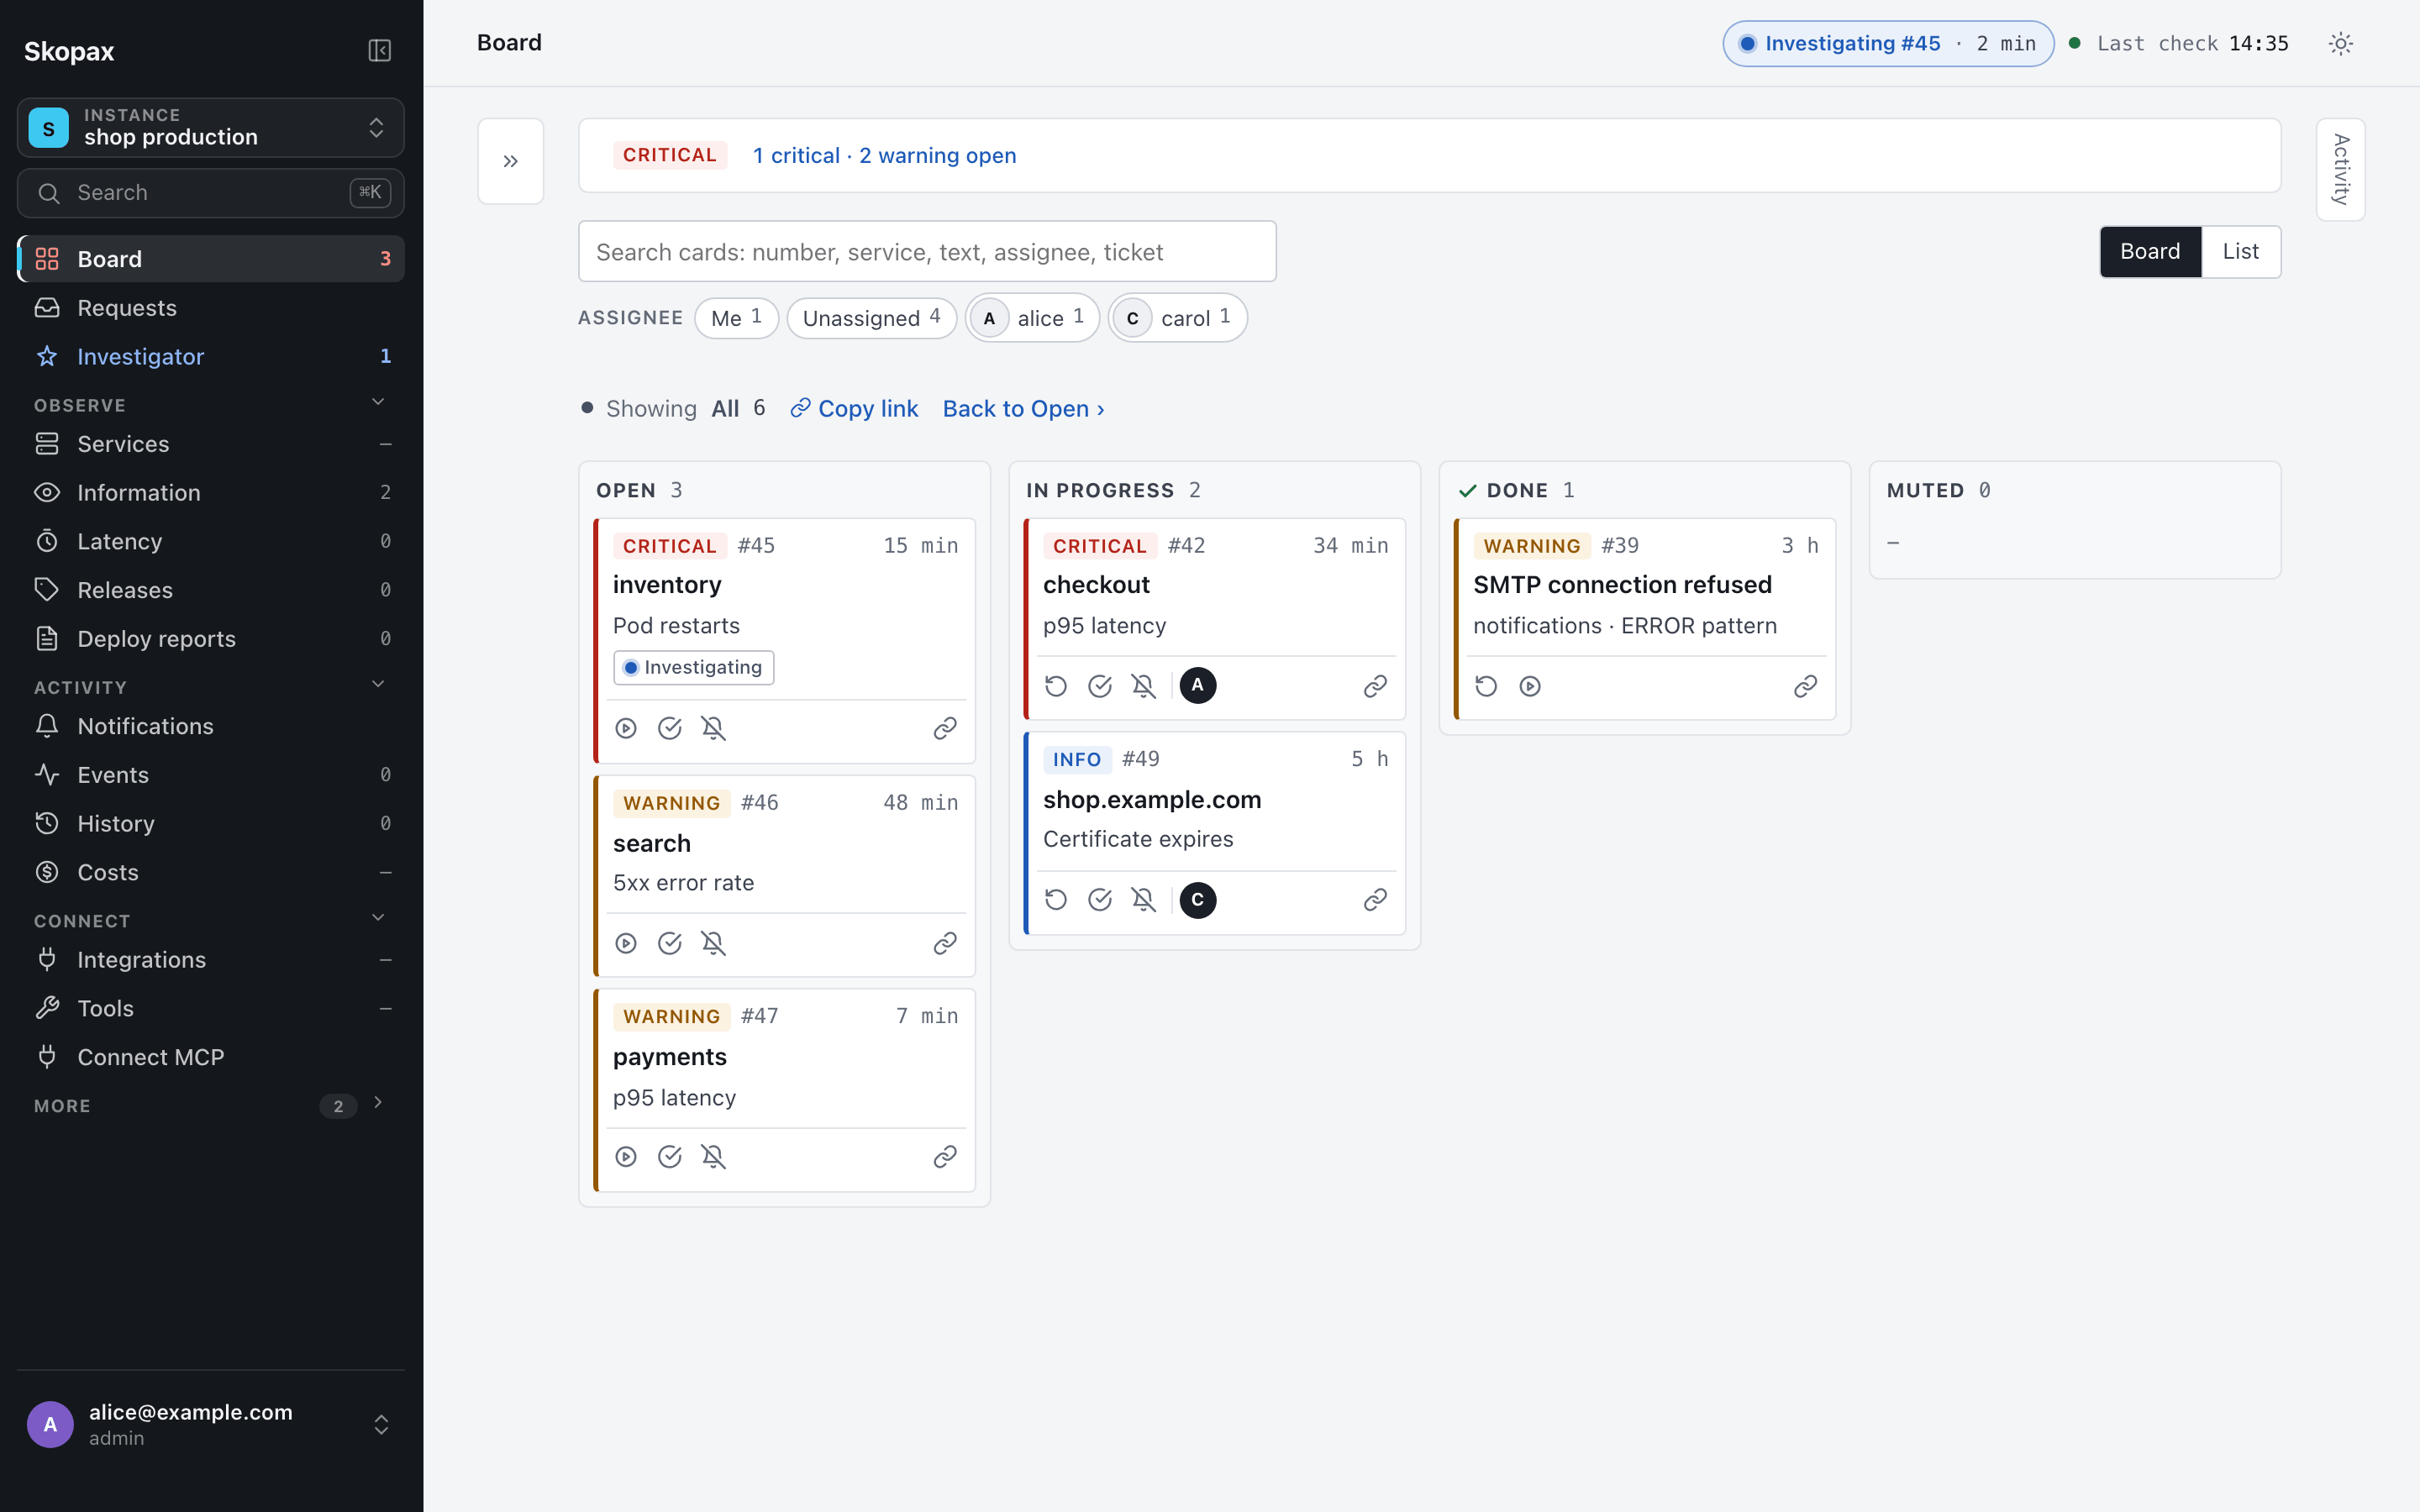 Skopax
S
INSTANCE
shop production
Search ⌘K
Board 3
Requests
Investigator 1
OBSERVE
Services –
Information 2
Latency 0
Releases 0
Deploy reports 0
ACTIVITY
Notifications
Events 0
History 0
Costs –
CONNECT
Integrations –
Tools –
Connect MCP
MORE 2
A
alice@example.com
admin
Board
Investigating #45 · 2 min
Last check 14:35
»
CRITICAL 1 critical · 2 warning open
Activity
Search cards: number, service, text, assignee, ticket
Board List
ASSIGNEE Me 1 Unassigned 4 A alice 1 C carol 1
Showing All 6 Copy link Back to Open ›
OPEN 3
CRITICAL #45 15 min
inventory
Pod restarts
Investigating
WARNING #46 48 min
search
5xx error rate
WARNING #47 7 min
payments
p95 latency
IN PROGRESS 2
CRITICAL #42 34 min
checkout
p95 latency
A
INFO #49 5 h
shop.example.com
Certificate expires
C
DONE 1
WARNING #39 3 h
SMTP connection refused
notifications · ERROR pattern
MUTED 0
–